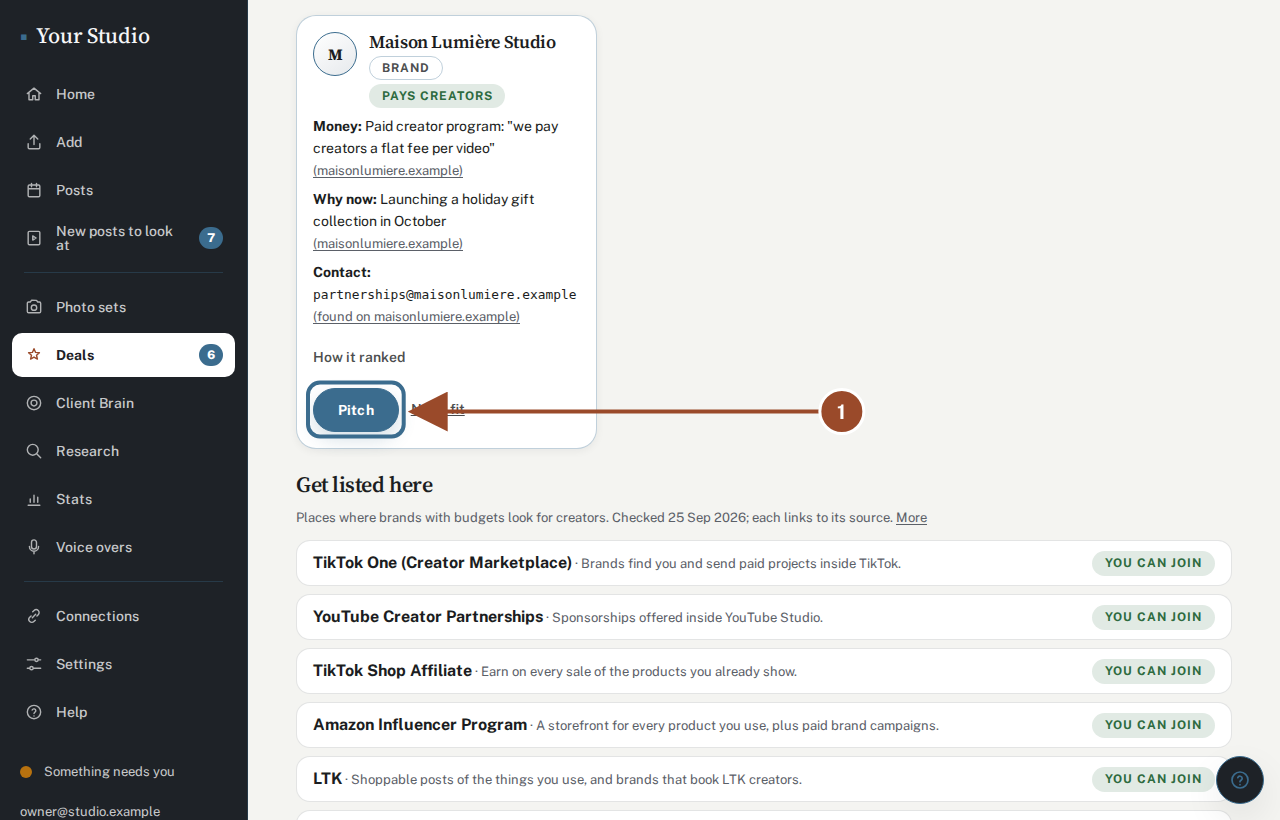 Your Studio
Home
Add
Posts
New posts to look at
7
Photo sets
Deals
6
Client Brain
Research
Stats
Voice overs
Connections
Settings
Help
Something needs you
owner@studio.example
M
Maison Lumière Studio
BRAND
PAYS CREATORS
Money: Paid creator program: "we pay
creators a flat fee per video"
(maisonlumiere.example)
Why now: Launching a holiday gift
collection in October
(maisonlumiere.example)
Contact:
partnerships@maisonlumiere.example
(found on maisonlumiere.example)
How it ranked
Pitch
fit
1
Get listed here
Places where brands with budgets look for creators. Checked 25 Sep 2026; each links to its source. More
TikTok One (Creator Marketplace) · Brands find you and send paid projects inside TikTok.
YOU CAN JOIN
YouTube Creator Partnerships · Sponsorships offered inside YouTube Studio.
YOU CAN JOIN
TikTok Shop Affiliate · Earn on every sale of the products you already show.
YOU CAN JOIN
Amazon Influencer Program · A storefront for every product you use, plus paid brand campaigns.
YOU CAN JOIN
LTK · Shoppable posts of the things you use, and brands that book LTK creators.
YOU CAN JOIN